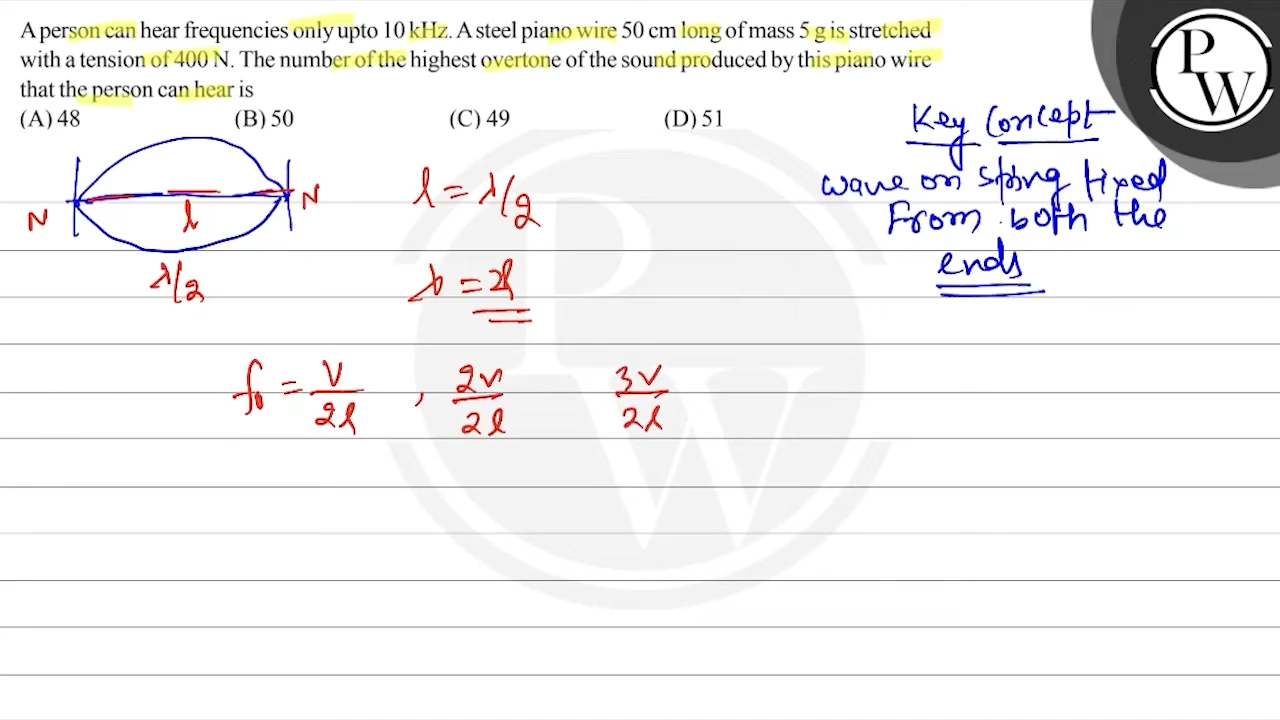 A person can hear frequencies only upto 10 kHz. A steel piano wire 50 cm long of mass 5 g is stretched
with a tension of 400 N. The number of the highest overtone of the sound produced by this piano wire
that the person can hear is
(A) 48 (B) 50 (C) 49 (D) 51
P
W
Key Concept
wave on string fixed
From both the
ends
N l N
λ/2
l = λ/2
λ = 2l
f₀ = V/2l , 2v/2l 3v/2l